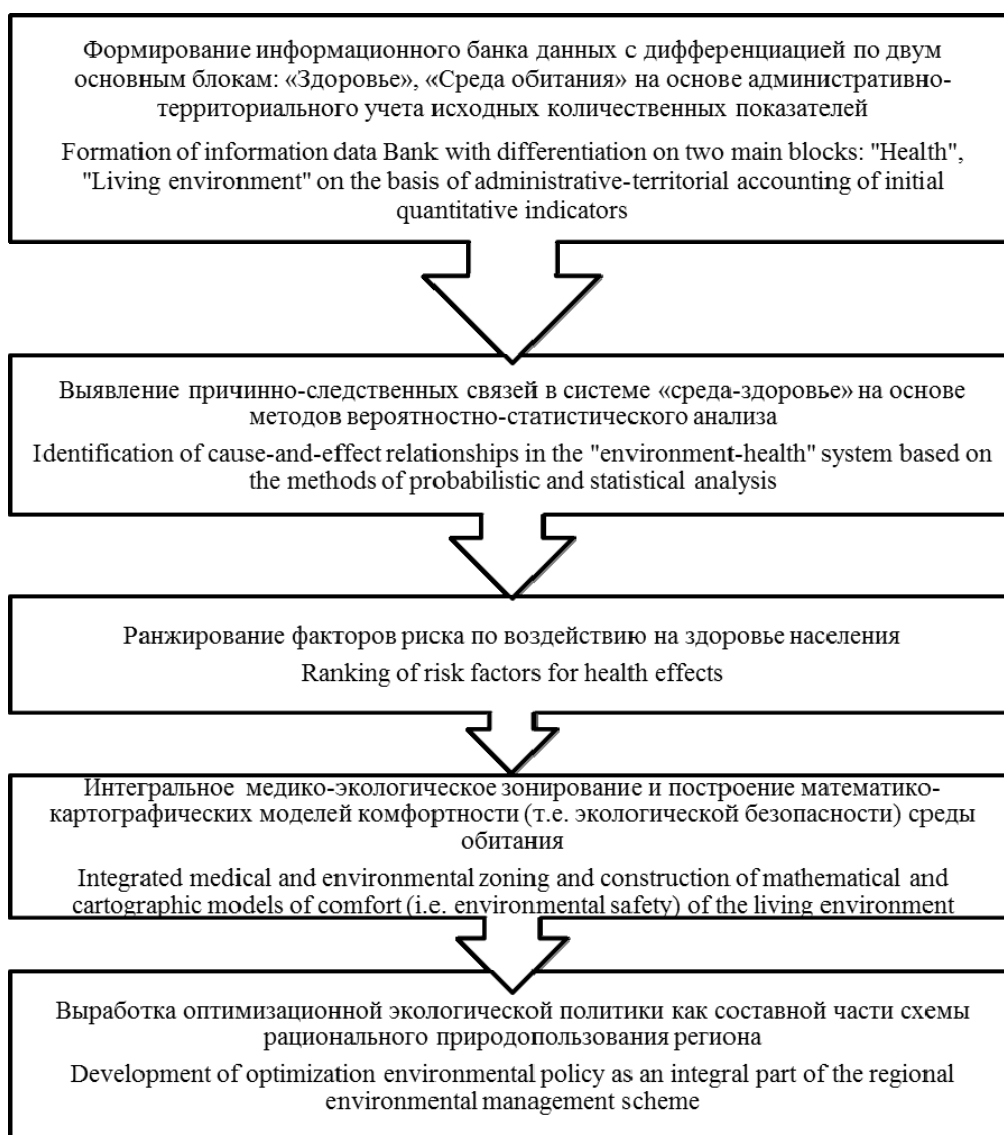 Формирование информационного банка данных с дифференциацией по двум
основным блокам: «Здоровье», «Среда обитания» на основе административно-
территориального учета исходных количественных показателей
Formation of information data Bank with differentiation on two main blocks: "Health",
"Living environment" on the basis of administrative-territorial accounting of initial
quantitative indicators
Выявление причинно-следственных связей в системе «среда-здоровье» на основе
методов вероятностно-статистического анализа
Identification of cause-and-effect relationships in the "environment-health" system based on
the methods of probabilistic and statistical analysis
Ранжирование факторов риска по воздействию на здоровье населения
Ranking of risk factors for health effects
Интегральное медико-экологическое зонирование и построение математико-
картографических моделей комфортности (т.е. экологической безопасности) среды
обитания
Integrated medical and environmental zoning and construction of mathematical and
cartographic models of comfort (i.e. environmental safety) of the living environment
Выработка оптимизационной экологической политики как составной части схемы
рационального природопользования региона
Development of optimization environmental policy as an integral part of the regional
environmental management scheme